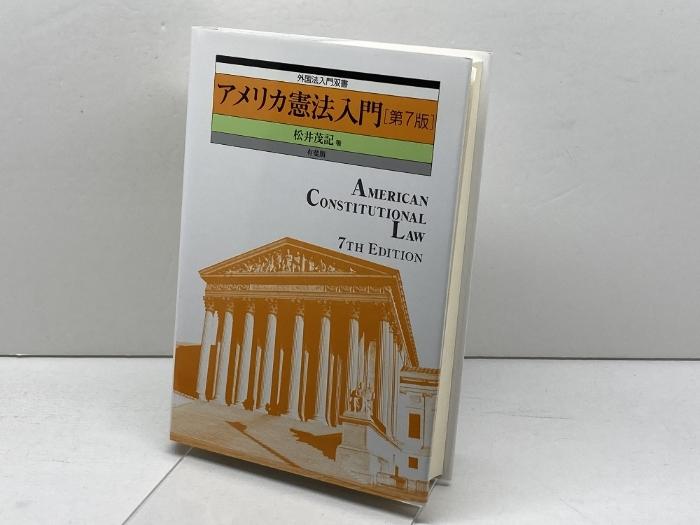 外国法入門双書
アメリカ憲法入門[第7版]
松井茂記 著
有斐閣
AMERICAN
CONSTITUTIONAL
LAW
7TH EDITION